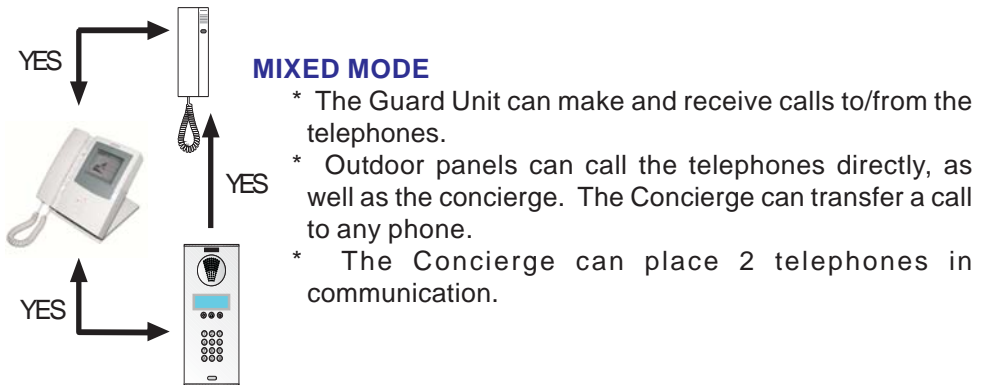 YES
MIXED MODE
* The Guard Unit can make and receive calls to/from the
telephones.
* Outdoor panels can call the telephones directly, as
well as the concierge. The Concierge can transfer a call
to any phone.
* The Concierge can place 2 telephones in
communication.
YES
YES